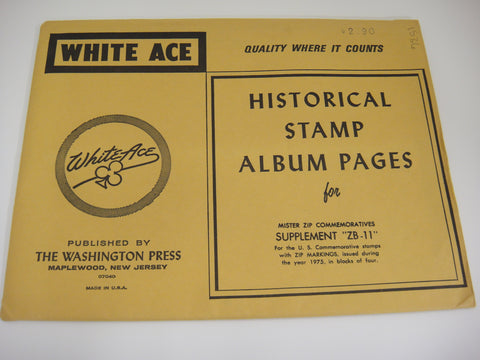 WHITE ACE
QUALITY WHERE IT COUNTS
$2.90
HISTORICAL
STAMP
ALBUM PAGES
for
MISTER ZIP COMMEMORATIVES
SUPPLEMENT "ZB-11"
For the U. S. Commemorative stamps
with ZIP MARKINGS, issued during
the year 1975, in blocks of four.
White Ace
PUBLISHED BY
THE WASHINGTON PRESS
MAPLEWOOD, NEW JERSEY
07040
MADE IN U.S.A.